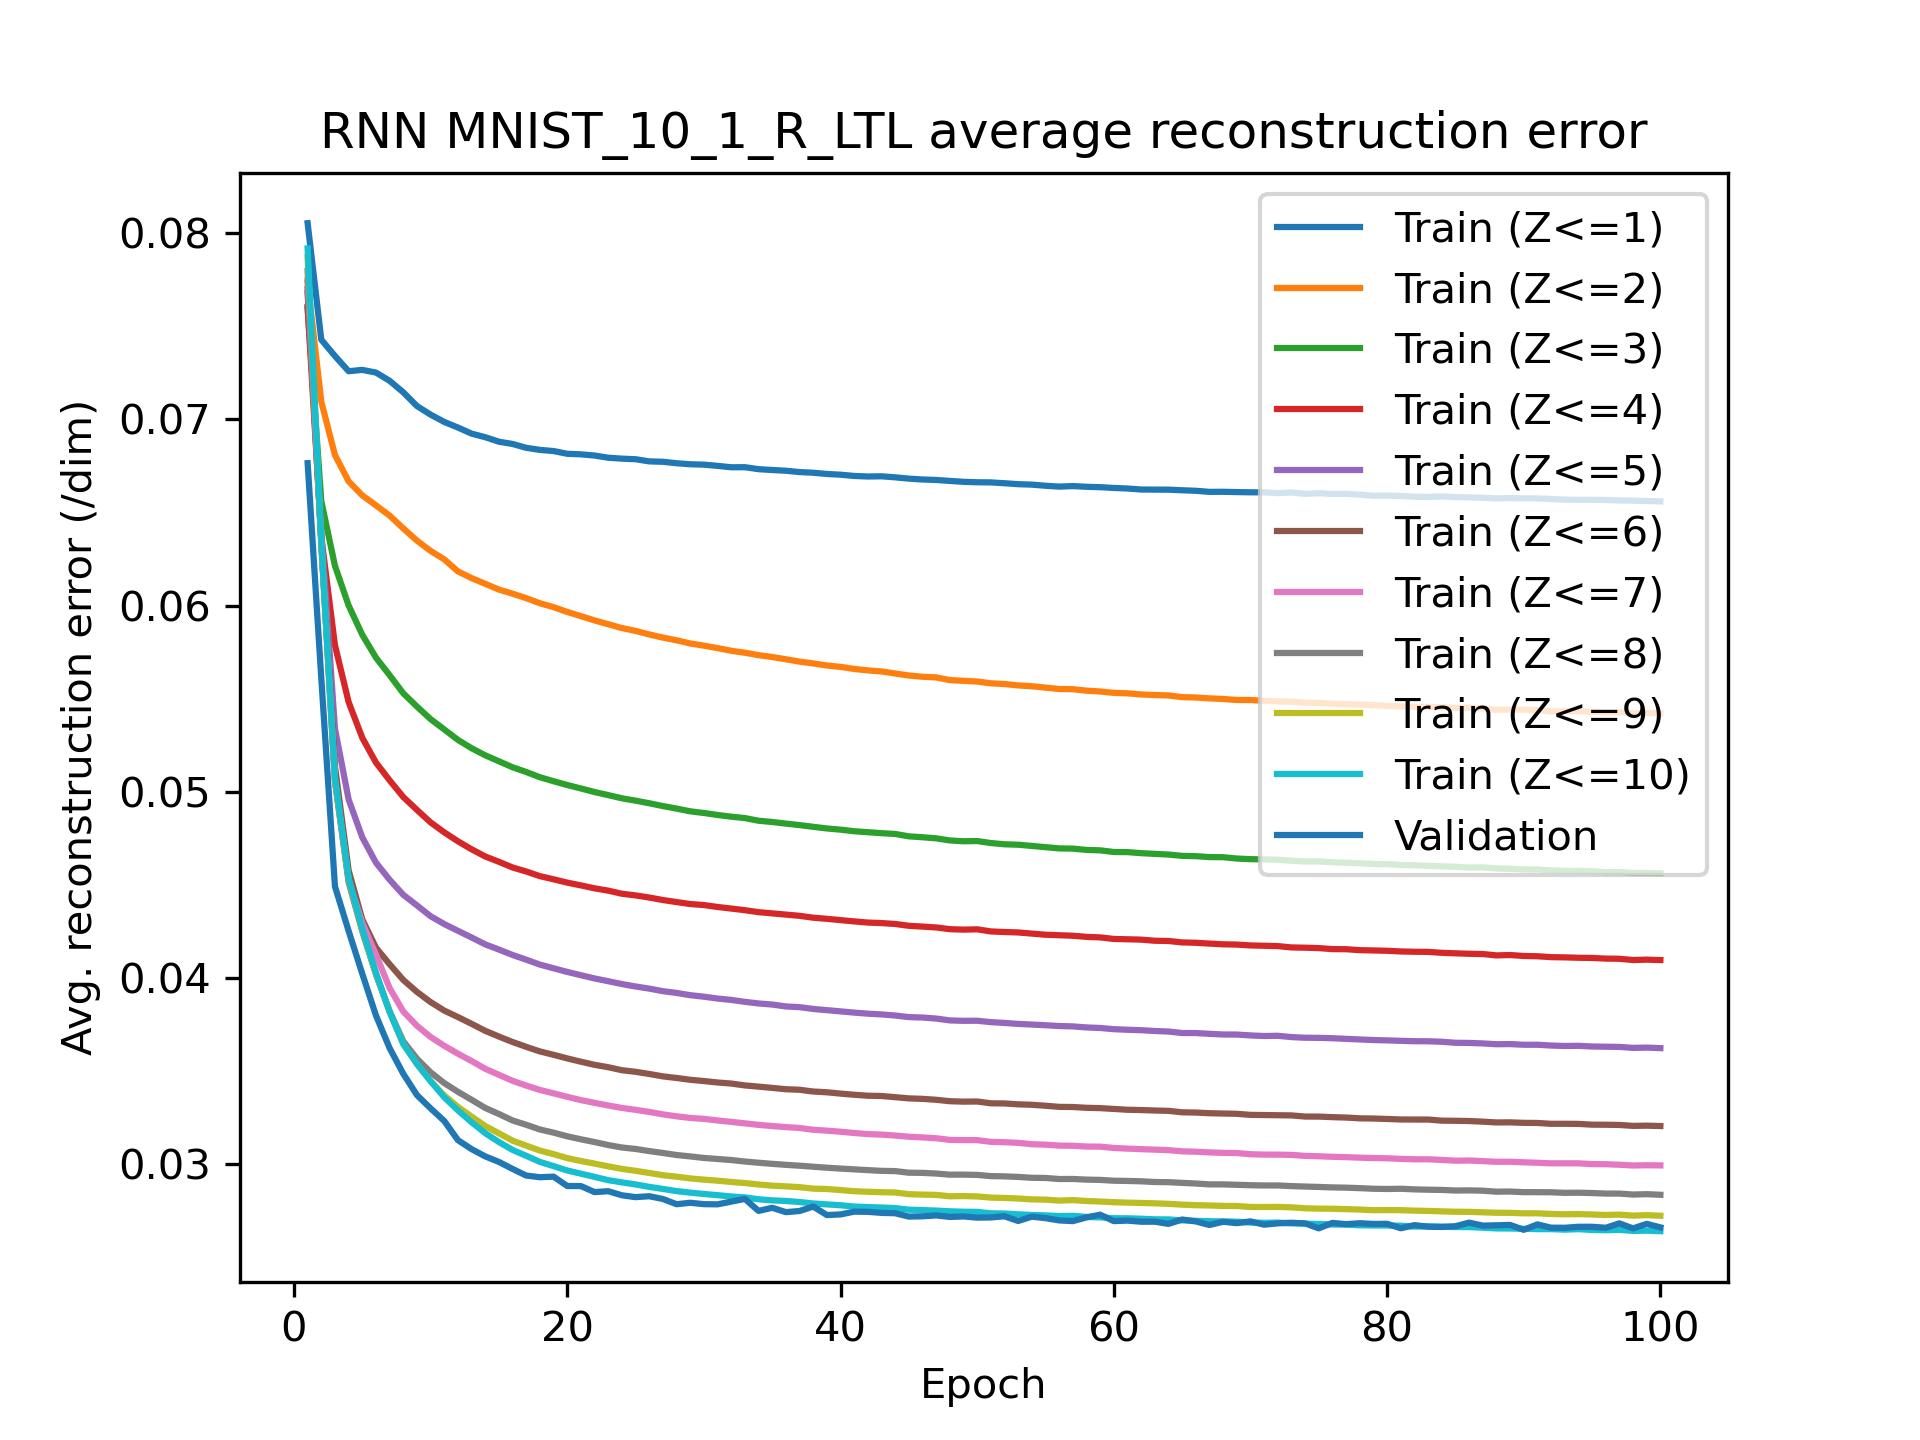 RNN MNIST_10_1_R_LTL average reconstruction error
Avg. reconstruction error (/dim)
0.08
0.07
0.06
0.05
0.04
0.03
Train (Z<=1)
Train (Z<=2)
Train (Z<=3)
Train (Z<=4)
Train (Z<=5)
Train (Z<=6)
Train (Z<=7)
Train (Z<=8)
Train (Z<=9)
Train (Z<=10)
Validation
0 20 40 60 80 100
Epoch